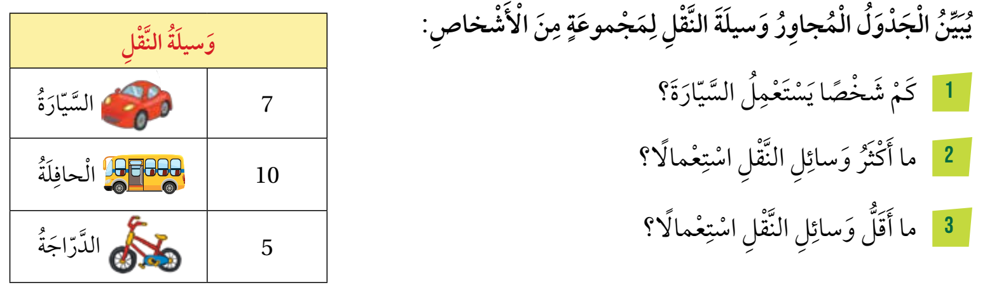 يُبَيِّنُ الْجَدْوَلُ الْمُجاوِرُ وَسيلَةَ النَّقْلِ لِمَجْموعَةٍ مِنَ الْأَشْخاصِ:
1 كَمْ شَخْصًا يَسْتَعْمِلُ السَّيّارَةَ؟
2 ما أَكْثَرُ وَسائِلِ النَّقْلِ اسْتِعْمالًا؟
3 ما أَقَلُّ وَسائِلِ النَّقْلِ اسْتِعْمالًا؟
وَسيلَةُ النَّقْلِ
السَّيّارَةُ 7
الْحافِلَةُ 10
الدَّرّاجَةُ 5